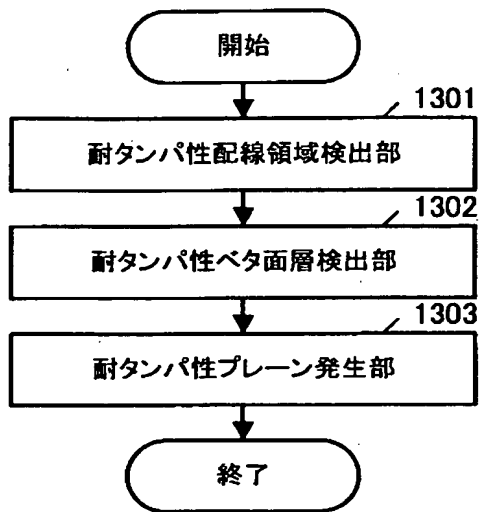 開始
1301
耐タンパ性配線領域検出部
1302
耐タンパ性ベタ面層検出部
1303
耐タンパ性プレーン発生部
終了